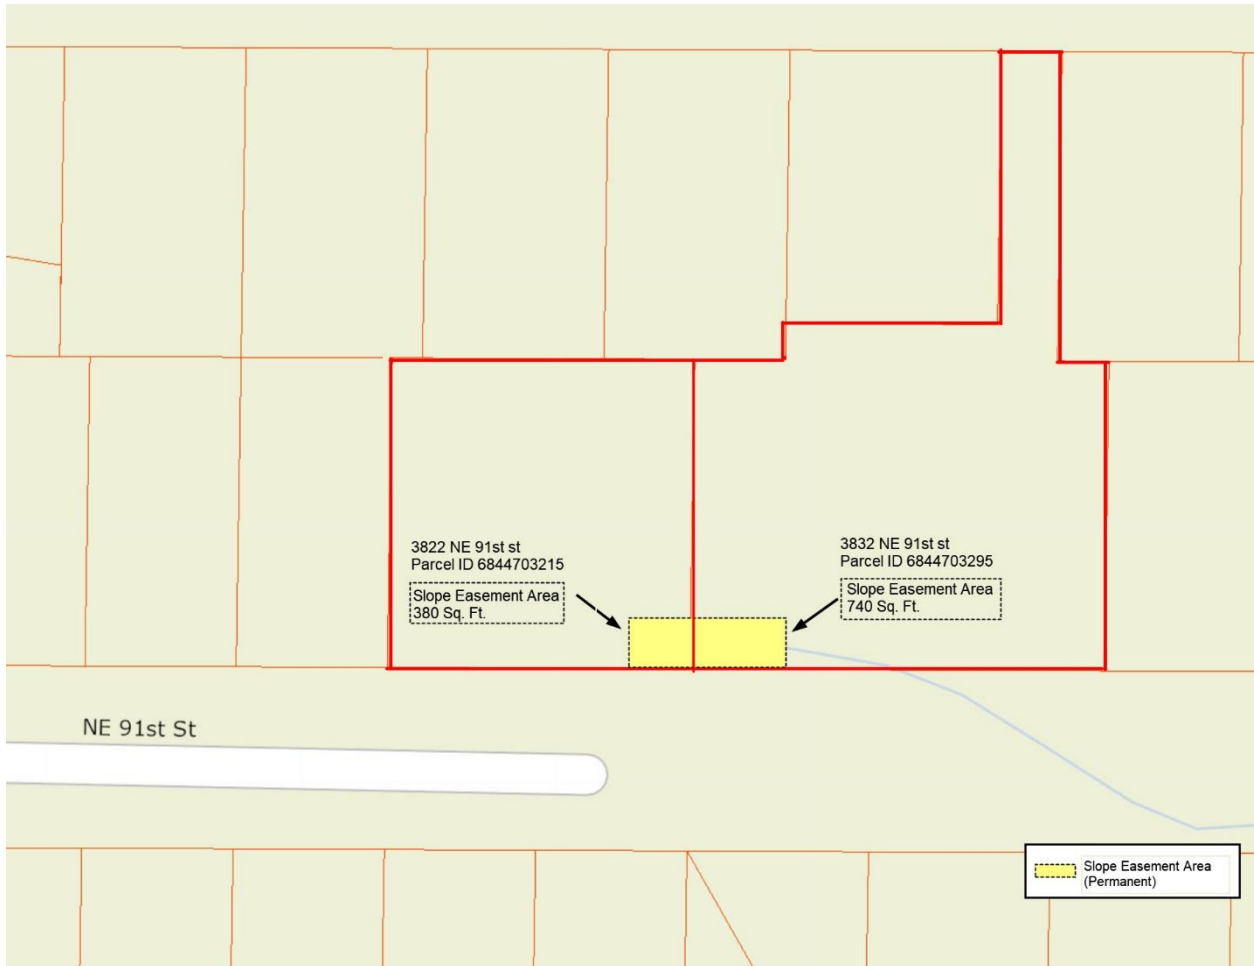 3822 NE 91st st
Parcel ID 6844703215
Slope Easement Area
380 Sq. Ft.
3832 NE 91st st
Parcel ID 6844703295
Slope Easement Area
740 Sq. Ft.
NE 91st St
Slope Easement Area
(Permanent)